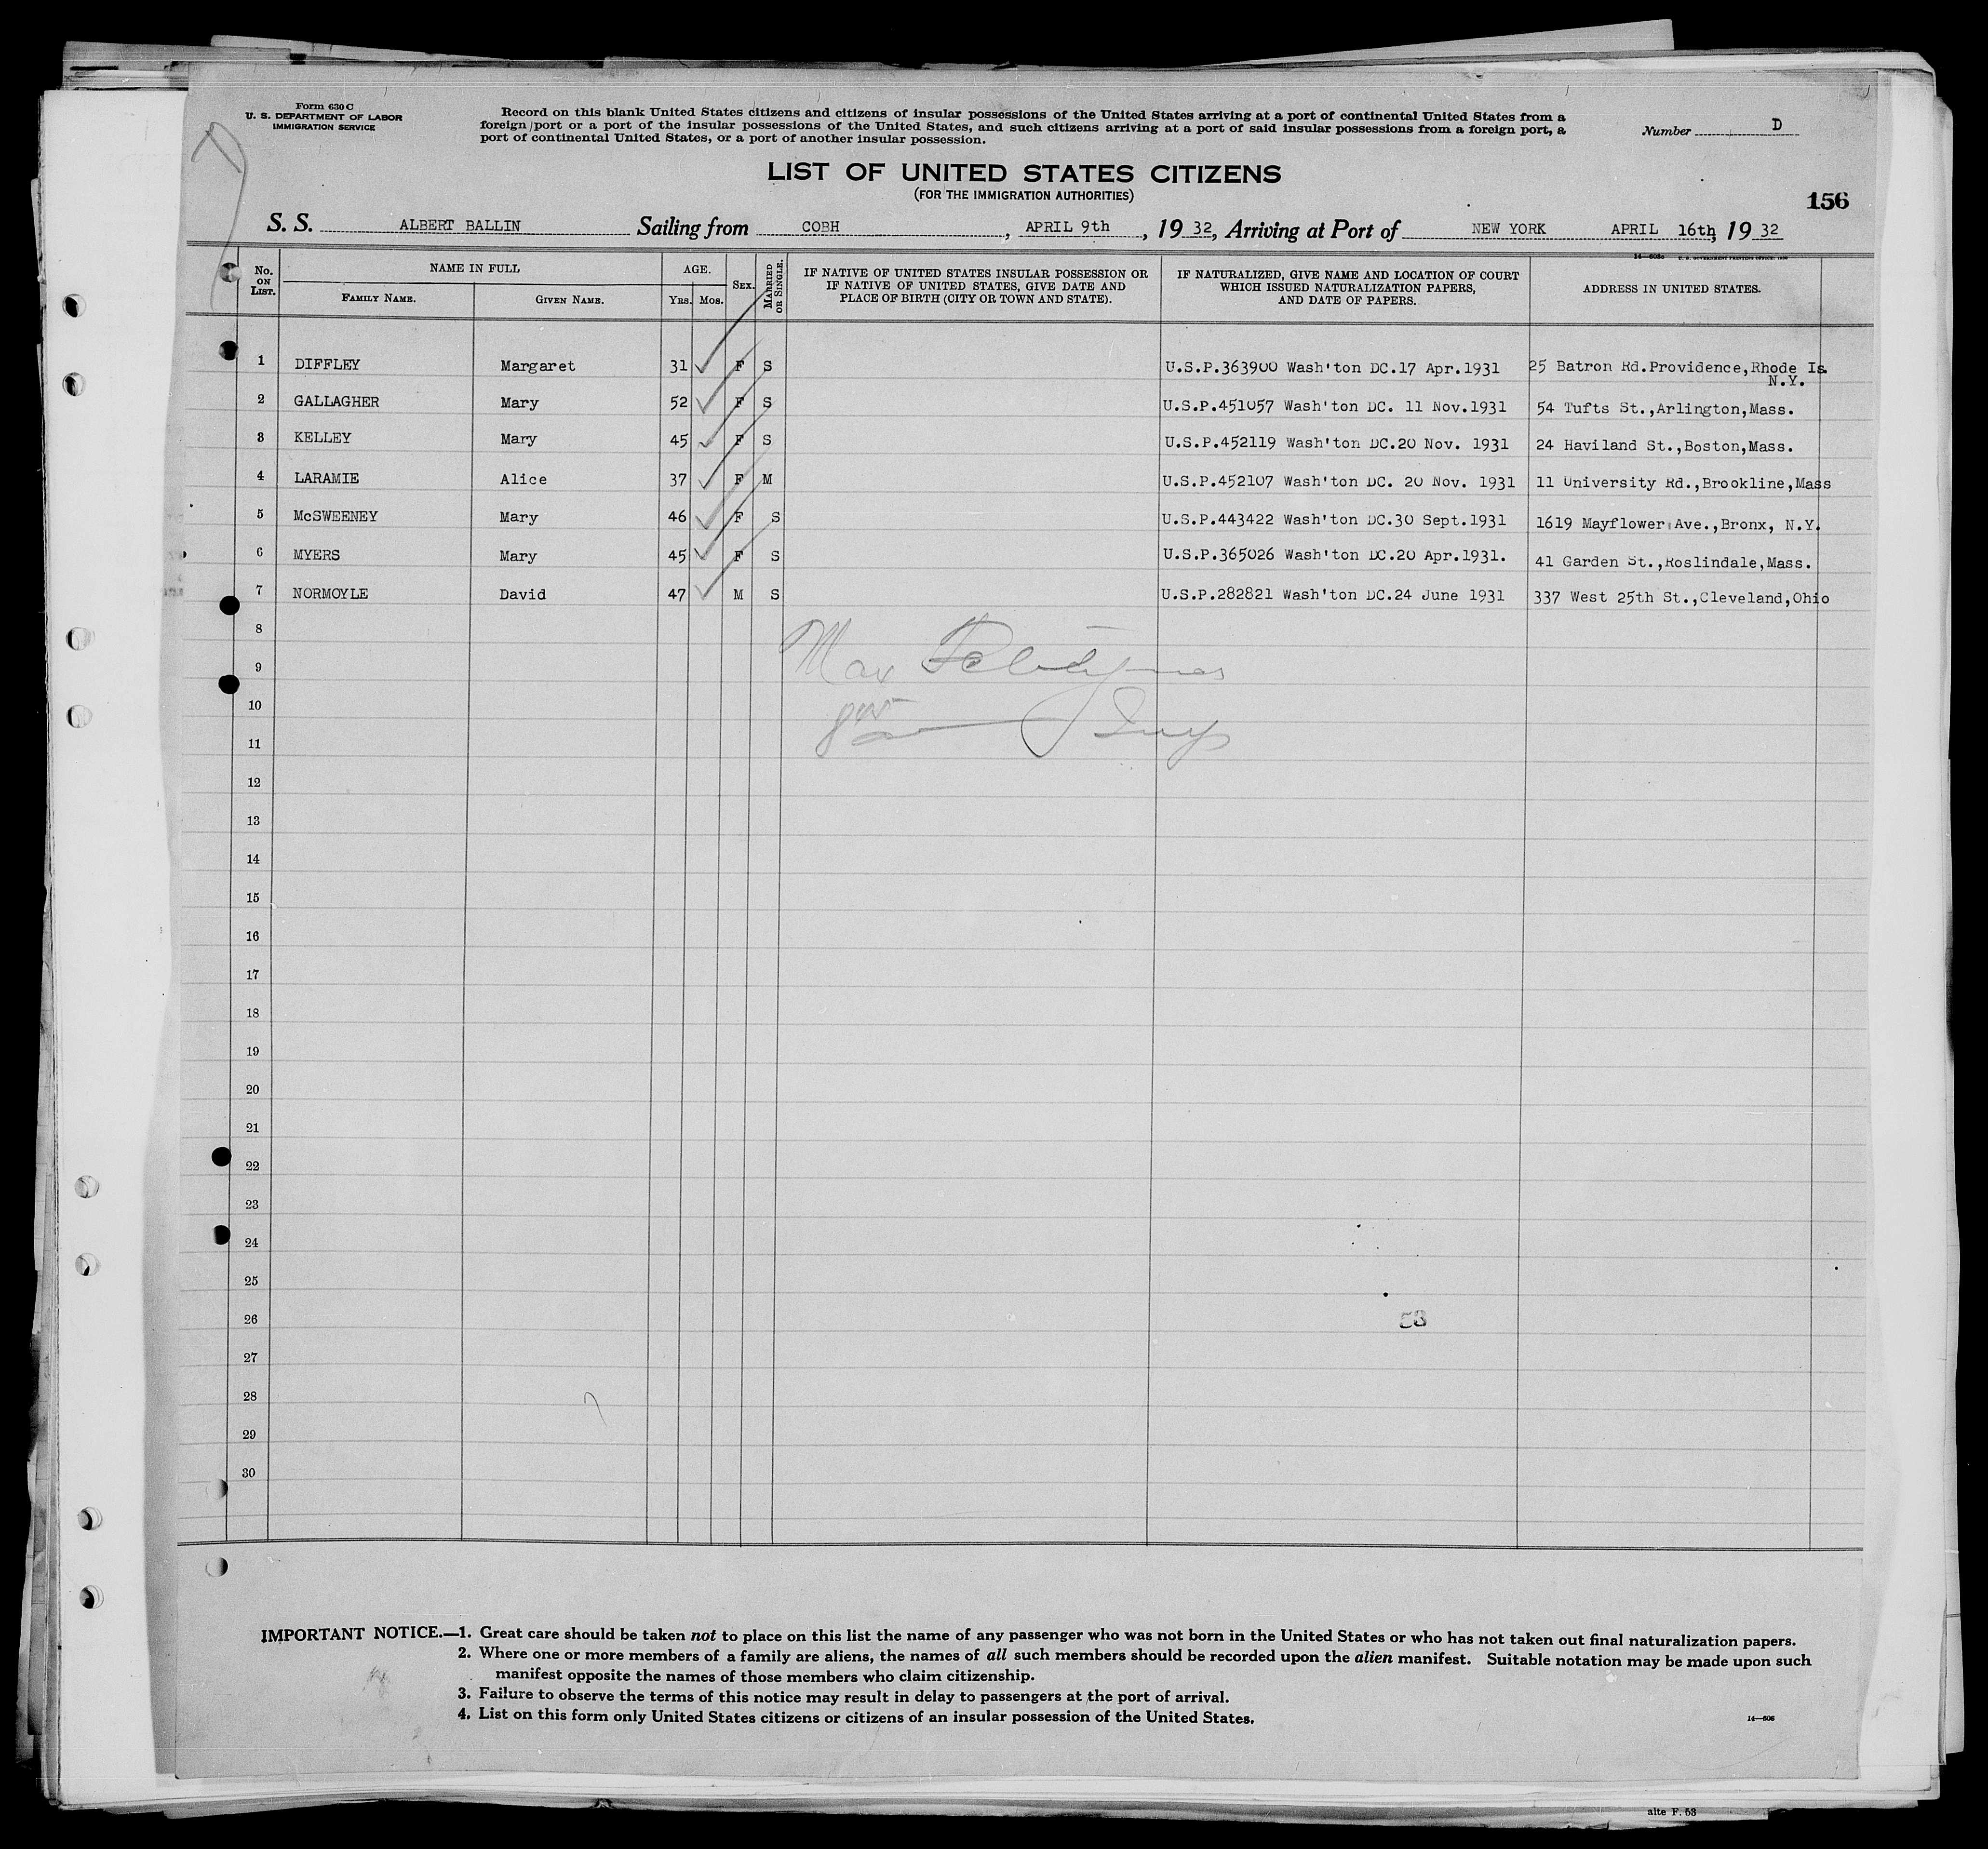 Form 630 C
U. S. DEPARTMENT OF LABOR
IMMIGRATION SERVICE
Record on this blank United States citizens and citizens of insular possessions of the United States arriving at a port of continental United States from a
foreign port or a port of the insular possessions of the United States, and such citizens arriving at a port of said insular possessions from a foreign port, a
port of continental United States, or a port of another insular possession.
Number D
LIST OF UNITED STATES CITIZENS
(FOR THE IMMIGRATION AUTHORITIES)
156
S. S. ALBERT BALLIN Sailing from COBH, APRIL 9th, 1932, Arriving at Port of NEW YORK APRIL 16th, 1932
No. ON LIST. NAME IN FULL AGE. SEX. MARRIED OR SINGLE. IF NATIVE OF UNITED STATES INSULAR POSSESSION OR IF NATIVE OF UNITED STATES, GIVE DATE AND PLACE OF BIRTH (CITY OR TOWN AND STATE). IF NATURALIZED, GIVE NAME AND LOCATION OF COURT WHICH ISSUED NATURALIZATION PAPERS, AND DATE OF PAPERS. ADDRESS IN UNITED STATES.
FAMILY NAME. GIVEN NAME. YRS. MOS.
1 DIFFLEY Margaret 31 F S U.S.P.363900 Wash'ton DC.17 Apr.1931 25 Batron Rd.Providence,Rhode Is.
N.Y.
2 GALLAGHER Mary 52 F S U.S.P.451057 Wash'ton DC. 11 Nov.1931 54 Tufts St.,Arlington,Mass.
3 KELLEY Mary 45 F S U.S.P.452119 Wash'ton DC.20 Nov. 1931 24 Haviland St.,Boston,Mass.
4 LARAMIE Alice 37 F M U.S.P.452107 Wash'ton DC. 20 Nov. 1931 11 University Rd.,Brookline,Mass
5 McSWEENEY Mary 46 F S U.S.P.443422 Wash'ton DC.30 Sept.1931 1619 Mayflower Ave.,Bronx, N.Y.
6 MYERS Mary 45 F S U.S.P.365026 Wash'ton DC.20 Apr.1931. 41 Garden St.,Roslindale,Mass.
7 NORMOYLE David 47 M S U.S.P.282821 Wash'ton DC.24 June 1931 337 West 25th St.,Cleveland,Ohio
8
Max
9
10
11
12
13
14
15
16
17
18
19
20
21
22
23
24
25
26 58
27
28
29
30
IMPORTANT NOTICE.—1. Great care should be taken not to place on this list the name of any passenger who was not born in the United States or who has not taken out final naturalization papers.
2. Where one or more members of a family are aliens, the names of all such members should be recorded upon the alien manifest. Suitable notation may be made upon such
manifest opposite the names of those members who claim citizenship.
3. Failure to observe the terms of this notice may result in delay to passengers at the port of arrival.
4. List on this form only United States citizens or citizens of an insular possession of the United States.
alte F. 53